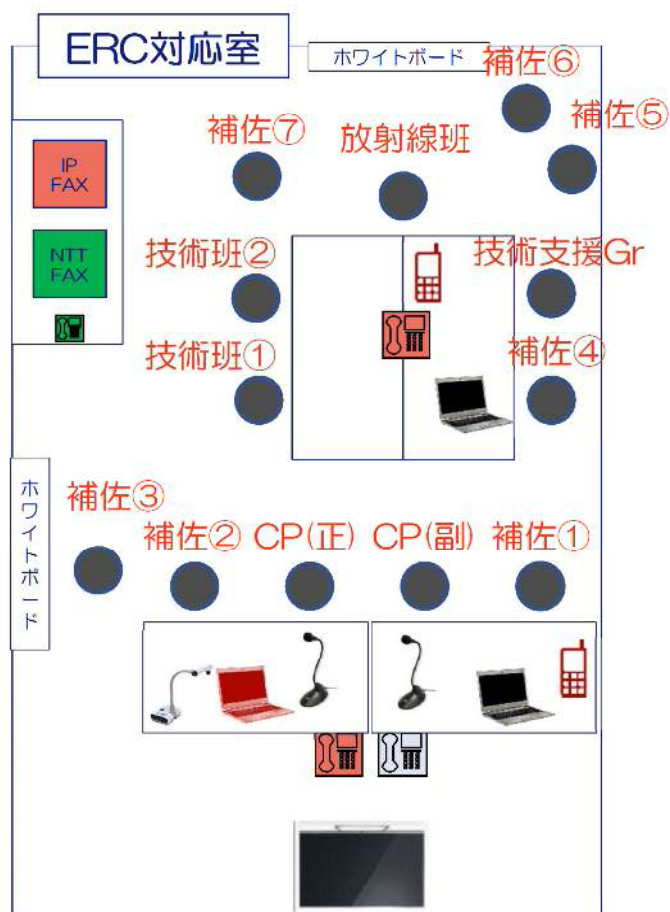 ERC対応室
ホワイトボード
補佐⑥
補佐⑤
補佐⑦
放射線班
IP
FAX
NTT
FAX
技術班②
技術支援Gr
技術班①
補佐④
ホワイトボード
補佐③
補佐②
CP(正)
CP(副)
補佐①